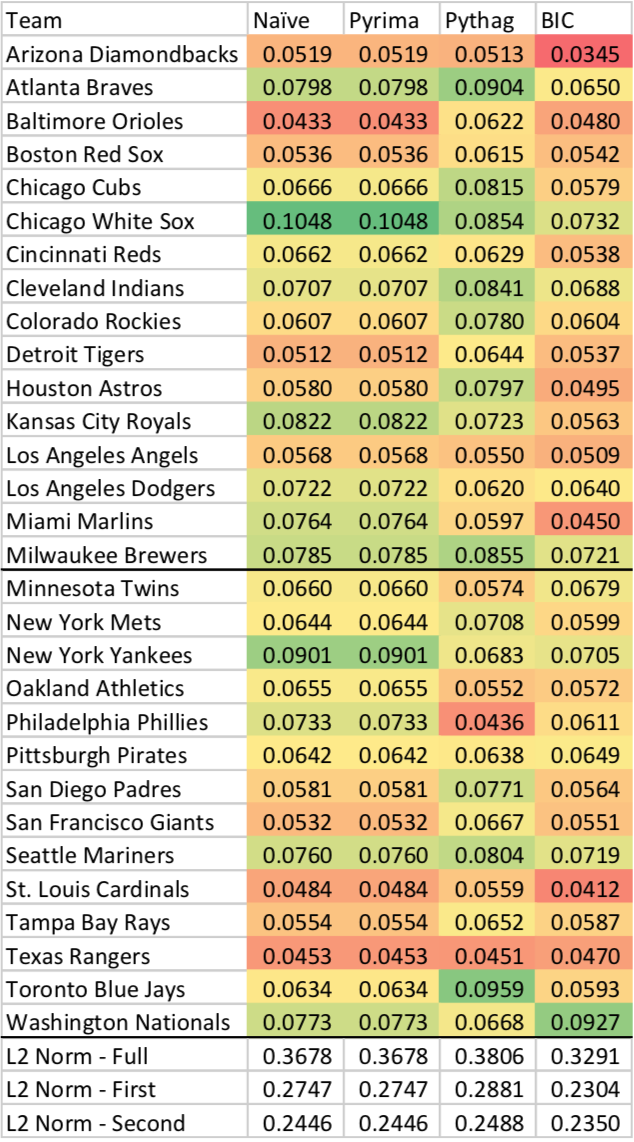 Team Naïve Pyrima Pythag BIC
Arizona Diamondbacks 0.0519 0.0519 0.0513 0.0345
Atlanta Braves 0.0798 0.0798 0.0904 0.0650
Baltimore Orioles 0.0433 0.0433 0.0622 0.0480
Boston Red Sox 0.0536 0.0536 0.0615 0.0542
Chicago Cubs 0.0666 0.0666 0.0815 0.0579
Chicago White Sox 0.1048 0.1048 0.0854 0.0732
Cincinnati Reds 0.0662 0.0662 0.0629 0.0538
Cleveland Indians 0.0707 0.0707 0.0841 0.0688
Colorado Rockies 0.0607 0.0607 0.0780 0.0604
Detroit Tigers 0.0512 0.0512 0.0644 0.0537
Houston Astros 0.0580 0.0580 0.0797 0.0495
Kansas City Royals 0.0822 0.0822 0.0723 0.0563
Los Angeles Angels 0.0568 0.0568 0.0550 0.0509
Los Angeles Dodgers 0.0722 0.0722 0.0620 0.0640
Miami Marlins 0.0764 0.0764 0.0597 0.0450
Milwaukee Brewers 0.0785 0.0785 0.0855 0.0721
Minnesota Twins 0.0660 0.0660 0.0574 0.0679
New York Mets 0.0644 0.0644 0.0708 0.0599
New York Yankees 0.0901 0.0901 0.0683 0.0705
Oakland Athletics 0.0655 0.0655 0.0552 0.0572
Philadelphia Phillies 0.0733 0.0733 0.0436 0.0611
Pittsburgh Pirates 0.0642 0.0642 0.0638 0.0649
San Diego Padres 0.0581 0.0581 0.0771 0.0564
San Francisco Giants 0.0532 0.0532 0.0667 0.0551
Seattle Mariners 0.0760 0.0760 0.0804 0.0719
St. Louis Cardinals 0.0484 0.0484 0.0559 0.0412
Tampa Bay Rays 0.0554 0.0554 0.0652 0.0587
Texas Rangers 0.0453 0.0453 0.0451 0.0470
Toronto Blue Jays 0.0634 0.0634 0.0959 0.0593
Washington Nationals 0.0773 0.0773 0.0668 0.0927
L2 Norm - Full 0.3678 0.3678 0.3806 0.3291
L2 Norm - First 0.2747 0.2747 0.2881 0.2304
L2 Norm - Second 0.2446 0.2446 0.2488 0.2350